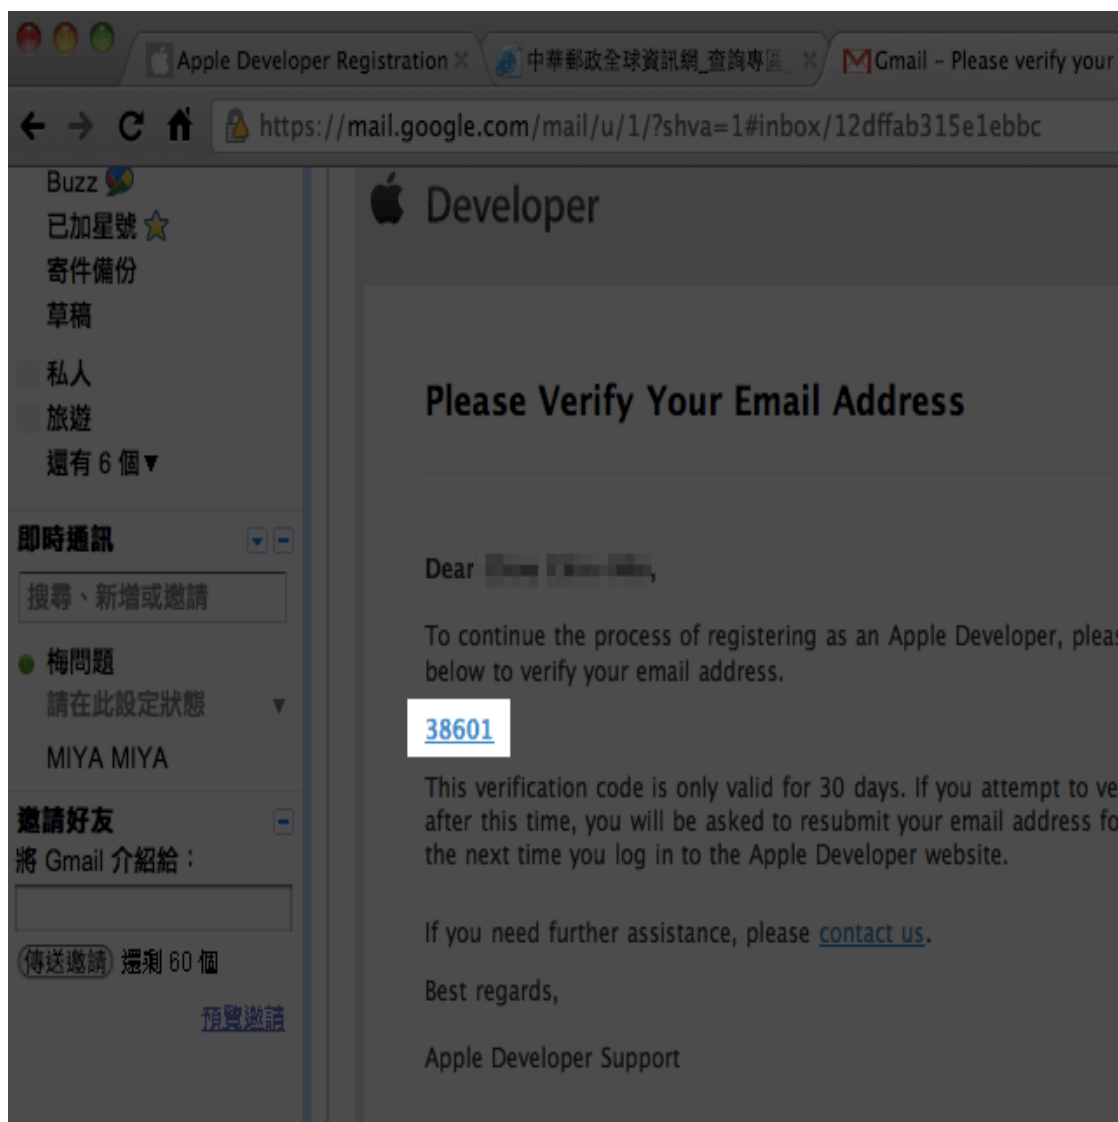 Apple Developer Registration
中華郵政全球資訊網_查詢專區_
Gmail – Please verify your
https://mail.google.com/mail/u/1/?shva=1#inbox/12dffab315e1ebbc
Buzz
已加星號
寄件備份
草稿
私人
旅遊
還有 6 個▼
即時通訊
搜尋、新增或邀請
梅問題
請在此設定狀態
MIYA MIYA
邀請好友
將 Gmail 介紹給：
傳送邀請 還剩 60 個
預覽邀請
Developer
Please Verify Your Email Address
Dear
To continue the process of registering as an Apple Developer, pleas
below to verify your email address.
38601
This verification code is only valid for 30 days. If you attempt to ve
after this time, you will be asked to resubmit your email address fo
the next time you log in to the Apple Developer website.
If you need further assistance, please contact us.
Best regards,
Apple Developer Support